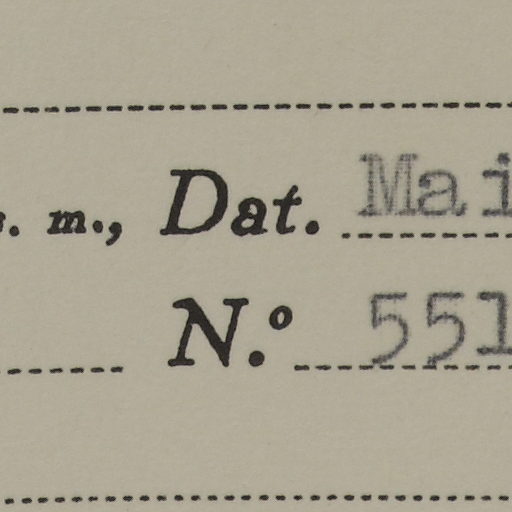 s. m., Dat. Mai
N.º 551